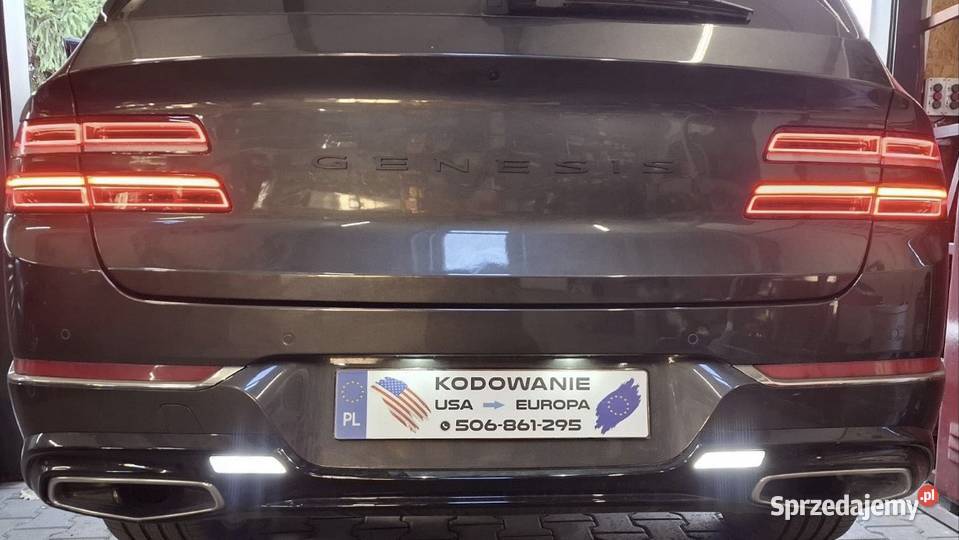 GENESIS
PL
KODOWANIE
USA EUROPA
506-861-295
Sprzedajemy.pl